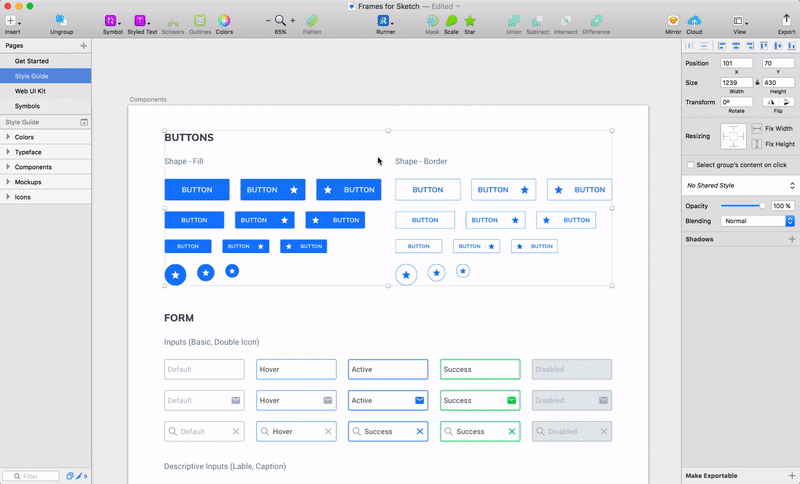 Frames for Sketch — Edited
Insert
Ungroup
Symbol
Styled Text
Scissors
Outlines
Colors
65%
Flatten
Runner
Mask
Scale
Star
Union
Subtract
Intersect
Difference
Mirror
Cloud
View
Export
Pages
Get Started
Style Guide
Web UI Kit
Symbols
Style Guide
Colors
Typeface
Components
Mockups
Icons
Filter
5
Components
BUTTONS
Shape - Fill
Shape - Border
BUTTON BUTTON BUTTON BUTTON BUTTON BUTTON
BUTTON BUTTON BUTTON BUTTON BUTTON BUTTON
BUTTON BUTTON BUTTON BUTTON BUTTON BUTTON
FORM
Inputs (Basic, Double Icon)
Default Hover Active Success Disabled
Default Hover Active Success Disabled
Default Hover Success Success Disabled
Descriptive Inputs (Lable, Caption)
Position 101 70
X Y
Size 1239 430
Width Height
Transform 0º
Rotate Flip
Resizing
Fix Width
Fix Height
Select group's content on click
No Shared Style
Opacity 100 %
Blending Normal
Shadows
Make Exportable